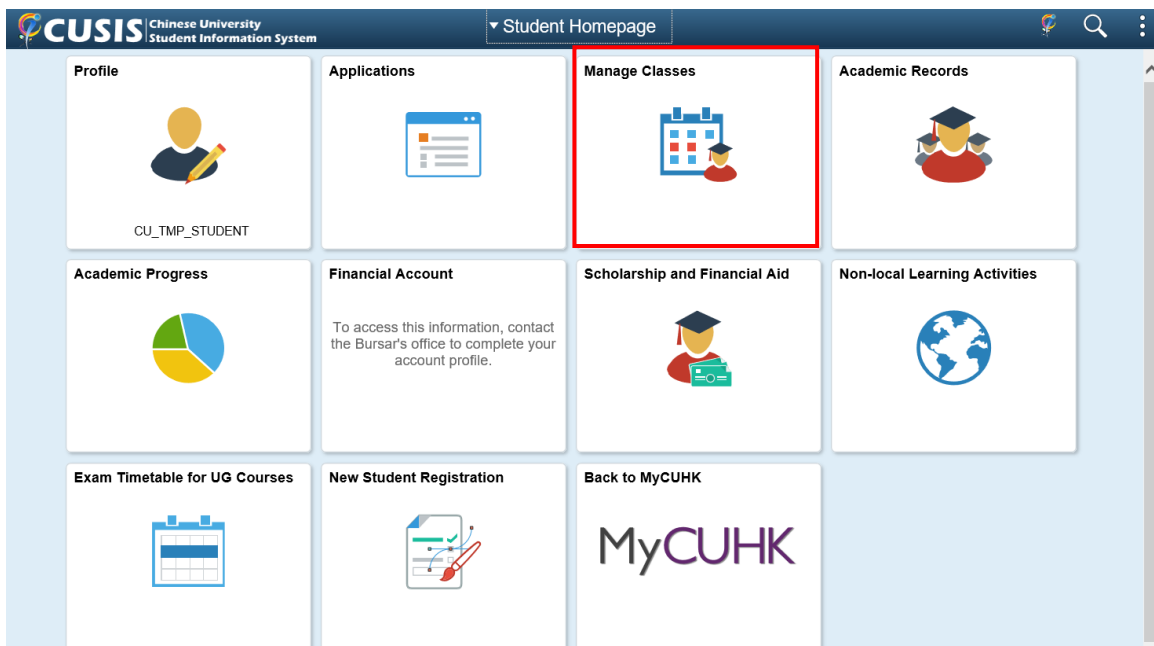 CUSIS Chinese University
Student Information System
Student Homepage
Profile
CU_TMP_STUDENT
Applications
Manage Classes
Academic Records
Academic Progress
Financial Account
To access this information, contact
the Bursar's office to complete your
account profile.
Scholarship and Financial Aid
Non-local Learning Activities
Exam Timetable for UG Courses
New Student Registration
Back to MyCUHK
MyCUHK